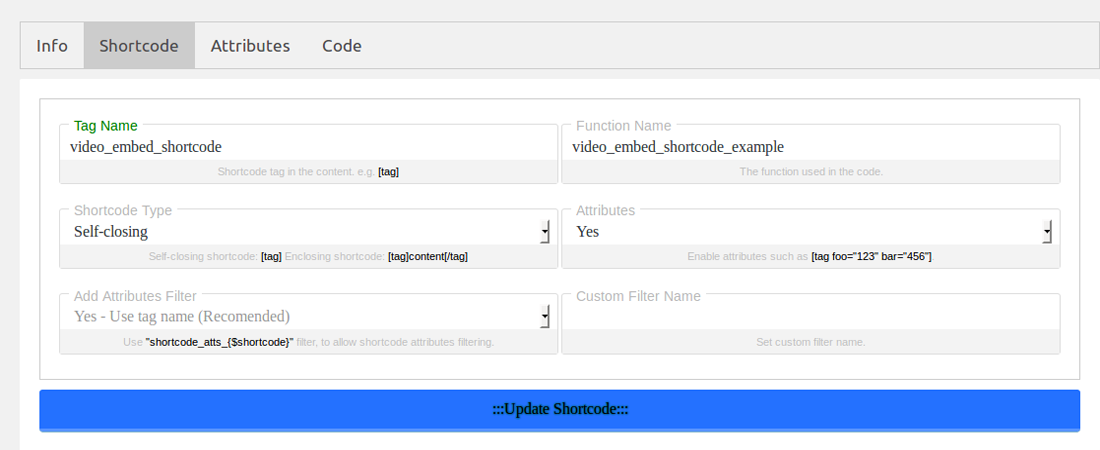 Info Shortcode Attributes Code
Tag Name Function Name
video_embed_shortcode video_embed_shortcode_example
Shortcode tag in the content. e.g. [tag] The function used in the code.
Shortcode Type Attributes
Self-closing Yes
Self-closing shortcode: [tag] Enclosing shortcode: [tag]content[/tag] Enable attributes such as [tag foo="123" bar="456"]
Add Attributes Filter Custom Filter Name
Yes - Use tag name (Recomended)
Use "shortcode_atts_{$shortcode}" filter, to allow shortcode attributes filtering. Set custom filter name.
:::Update Shortcode:::